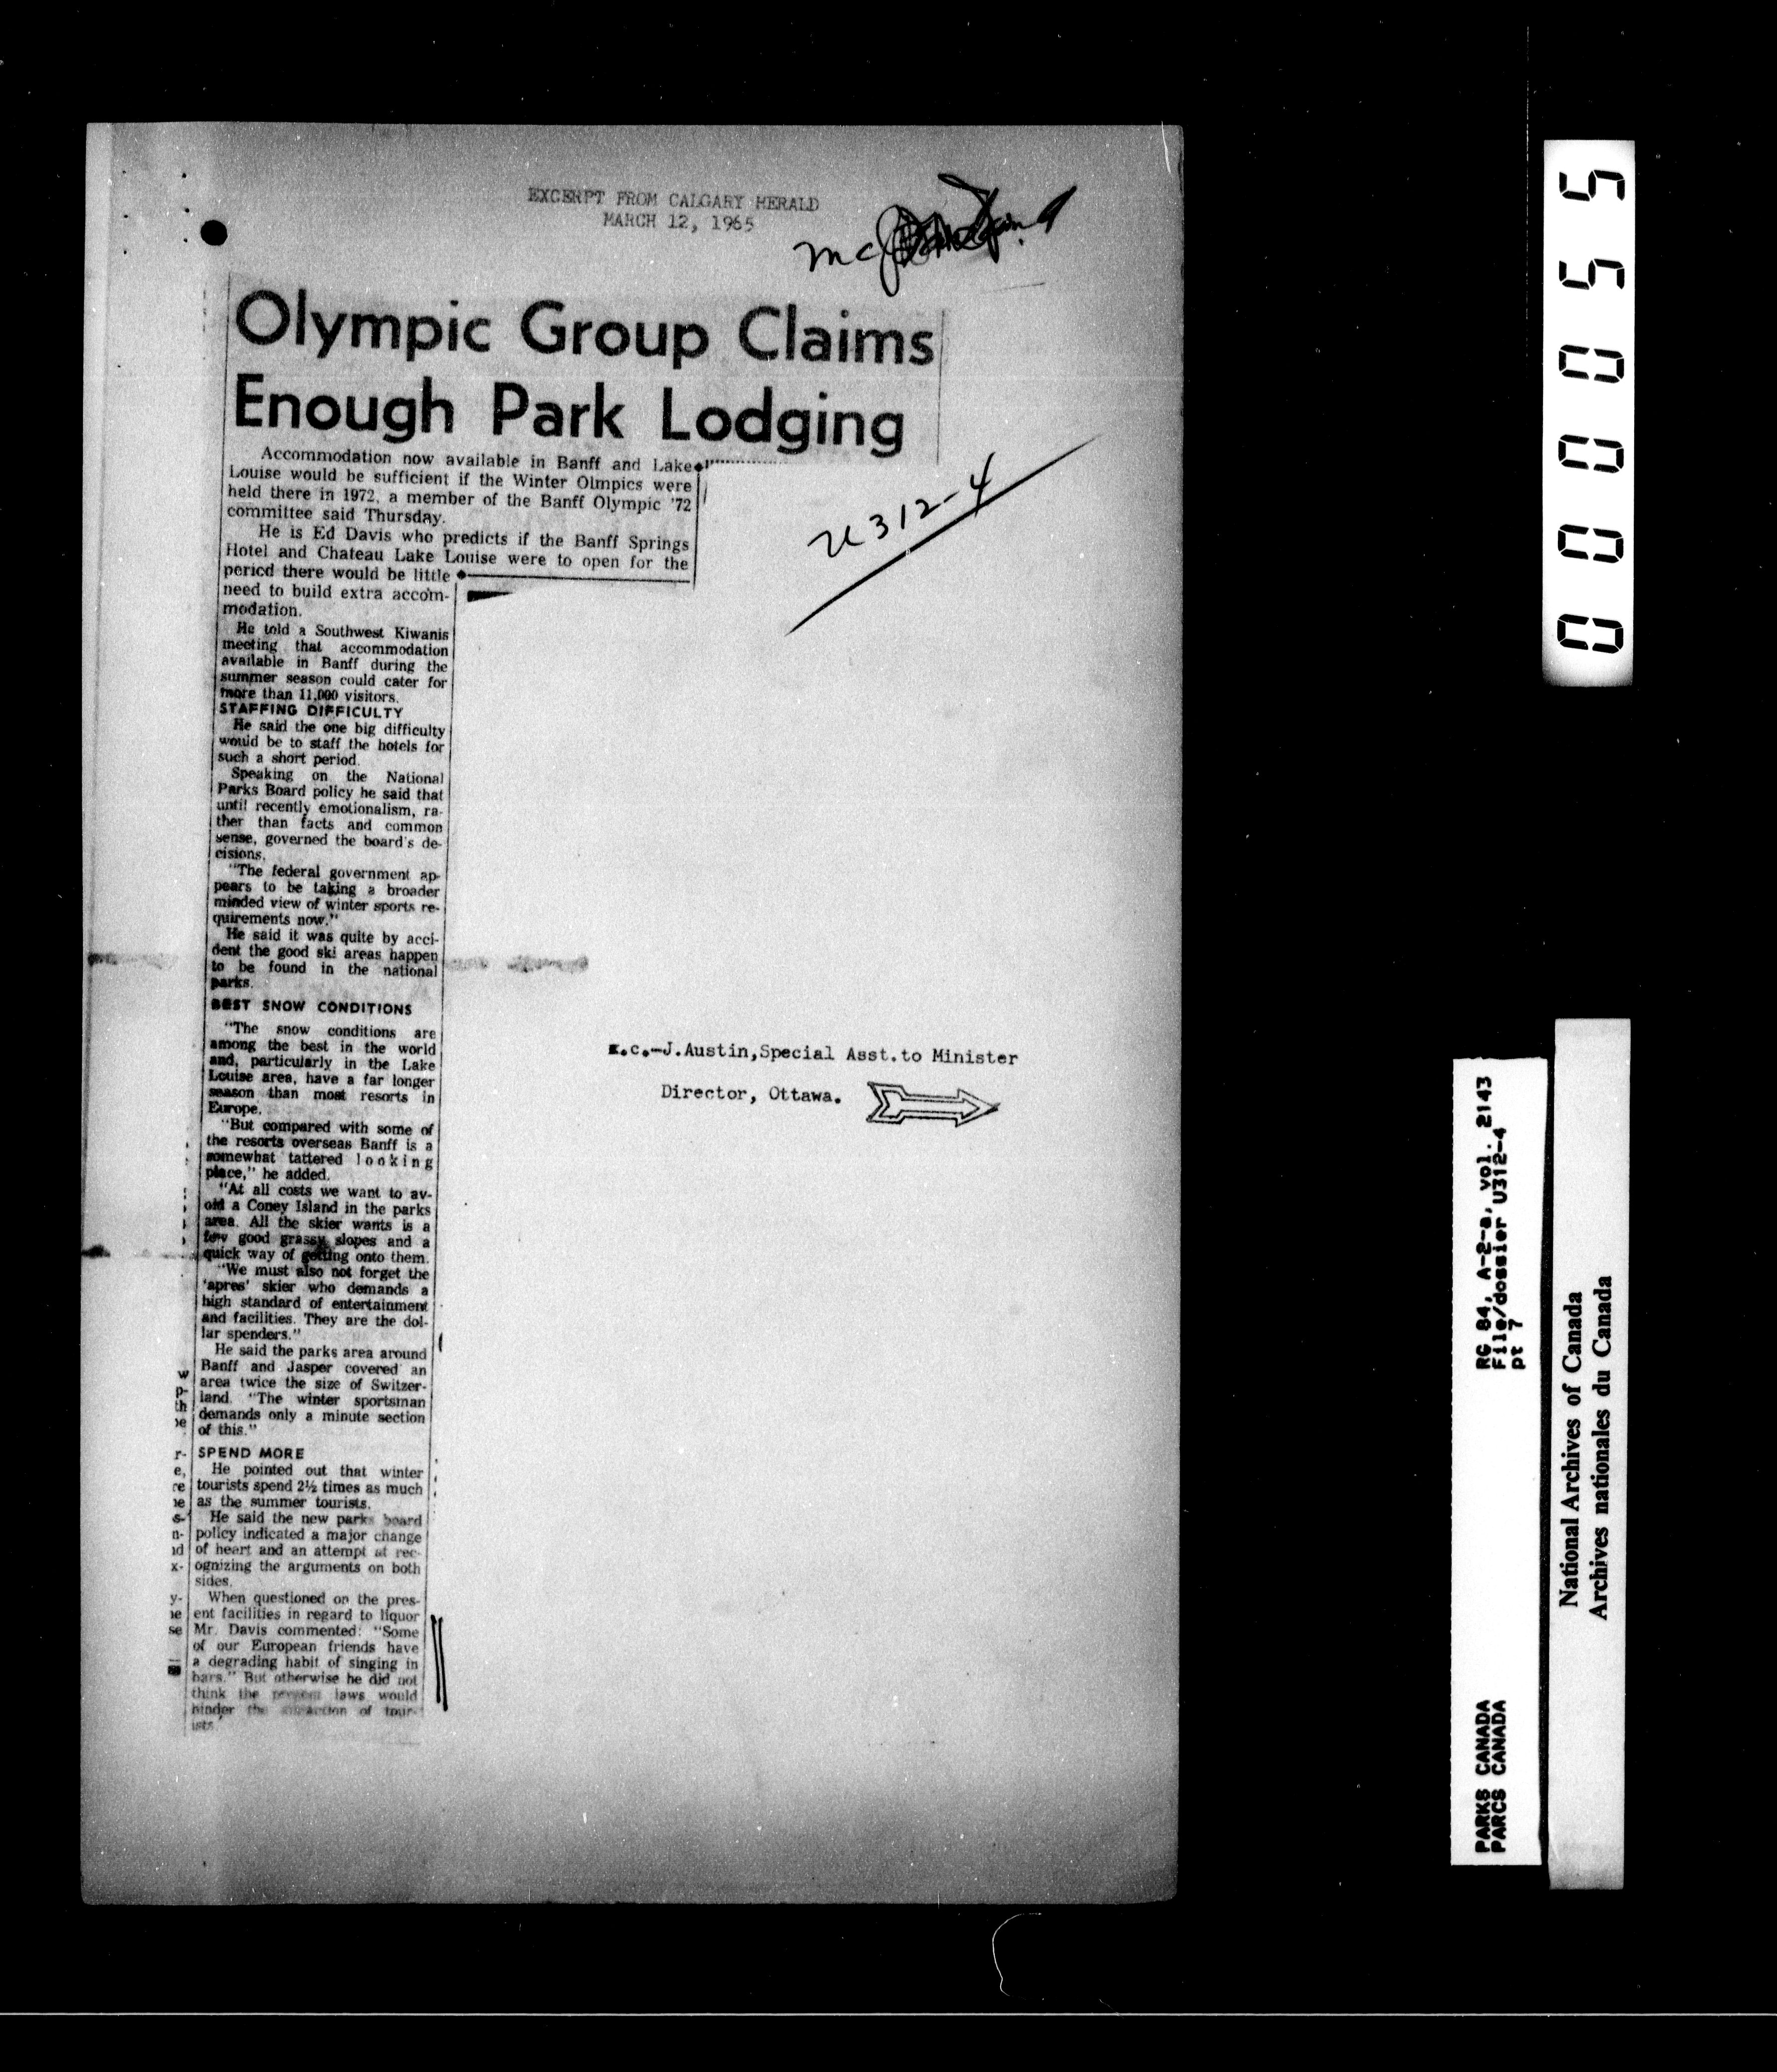 EXCERPT FROM CALGARY HERALD
MARCH 12, 1965
Olympic Group Claims
Enough Park Lodging
Accommodation now available in Banff and Lake
Louise would be sufficient if the Winter Olmpics were
held there in 1972, a member of the Banff Olympic '72
committee said Thursday.
He is Ed Davis who predicts if the Banff Springs
Hotel and Chateau Lake Louise were to open for the
period there would be little
need to build extra accom-
modation.
He told a Southwest Kiwanis
meeting that accommodation
available in Banff during the
summer season could cater for
more than 11,000 visitors.
STAFFING DIFFICULTY
He said the one big difficulty
would be to staff the hotels for
such a short period.
Speaking on the National
Parks Board policy he said that
until recently emotionalism, ra-
ther than facts and common
sense, governed the board's de-
cisions.
"The federal government ap-
pears to be taking a broader
minded view of winter sports re-
quirements now."
He said it was quite by acci-
dent the good ski areas happen
to be found in the national
parks.
BEST SNOW CONDITIONS
"The snow conditions are
among the best in the world
and, particularly in the Lake
Louise area, have a far longer
season than most resorts in
Europe.
"But compared with some of
the resorts overseas Banff is a
somewhat tattered looking
place," he added.
"At all costs we want to av-
oid a Coney Island in the parks
area. All the skier wants is a
few good grassy slopes and a
quick way of getting onto them.
"We must also not forget the
'apres' skier who demands a
high standard of entertainment
and facilities. They are the dol-
lar spenders."
He said the parks area around
Banff and Jasper covered an
area twice the size of Switzer-
land. "The winter sportsman
demands only a minute section
of this."
SPEND MORE
He pointed out that winter
tourists spend 2½ times as much
as the summer tourists.
He said the new parks board
policy indicated a major change
of heart and an attempt at rec-
ognizing the arguments on both
sides.
When questioned on the pres-
ent facilities in regard to liquor
Mr. Davis commented: "Some
of our European friends have
a degrading habit of singing in
bars." But otherwise he did not
think the present laws would
hinder the of tour-
ists
U312-4
c.-J.Austin,Special Asst.to Minister
Director, Ottawa.
w
p-
th
r-
e,
re
s-
n-
x-
y-
se
00055
RG 84, A-2-a, vol. 2143
File/dossier U312-4
pt 7
PARKS CANADA
PARCS CANADA
National Archives of Canada
Archives nationales du Canada